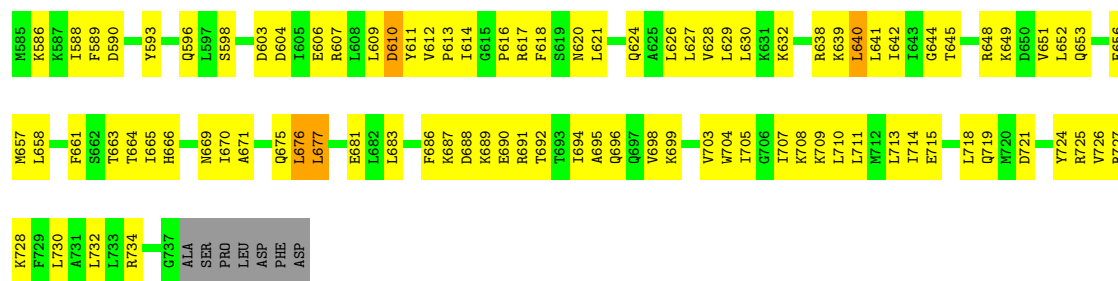 M585 K586 K587 I588 F589 D590 Y593 Q596 L597 S598 D603 D604 I605 E606 R607 L608 L609 D610 Y611 V612 P613 I614 G615 P616 R617 F618 S619 N620 L621 Q624 A625 L626 L627 V628 L629 L630 K631 K632 R638 K639 L640 L641 I642 I643 G644 T645 R648 K649 D650 V651 L652 Q653
M657 L658 F661 S662 T663 T664 I665 H666 N669 I670 A671 Q675 L676 L677 E681 L682 L683 F686 K687 D688 K689 E690 R691 T692 T693 I694 A695 Q696 Q697 V698 K699 V703 W704 I705 G706 I707 K708 K709 L710 L711 M712 L713 I714 E715 L718 Q719 M720 D721 Y724 R725 V726
K728 F729 L730 A731 L732 L733 R734 G737 ALA SER PRO LEU ASP PHE ASP